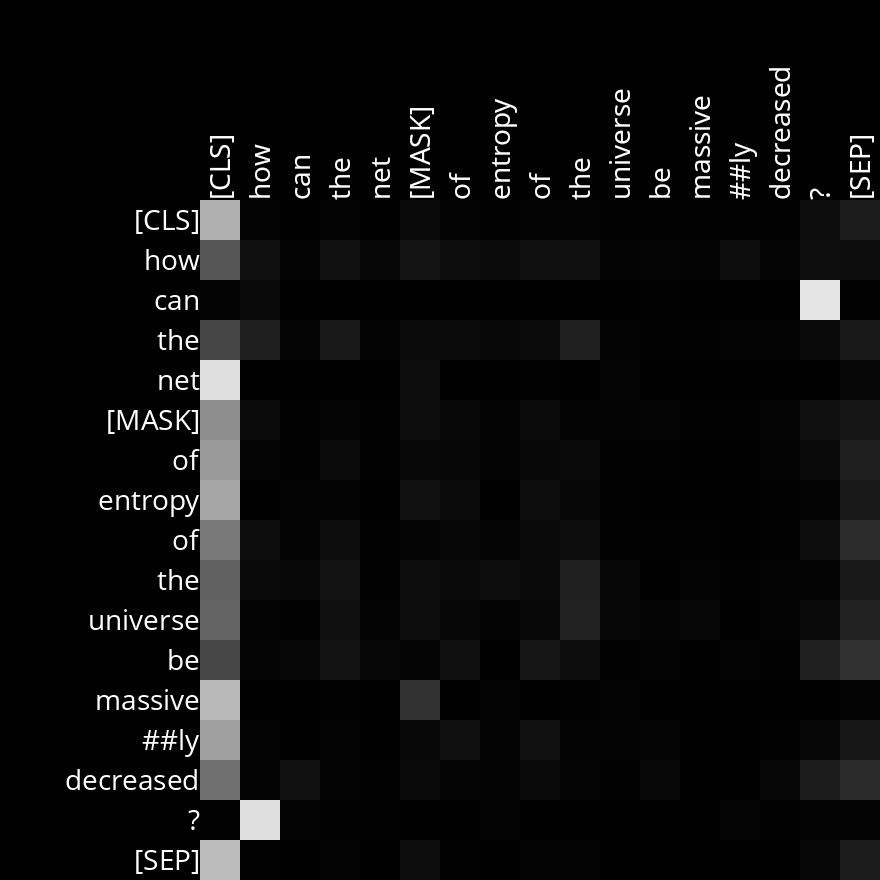 [CLS] how can the net [MASK] of entropy of the universe be massive ##ly decreased ? [SEP]
[CLS]
how
can
the
net
[MASK]
of
entropy
of
the
universe
be
massive
##ly
decreased
?
[SEP]